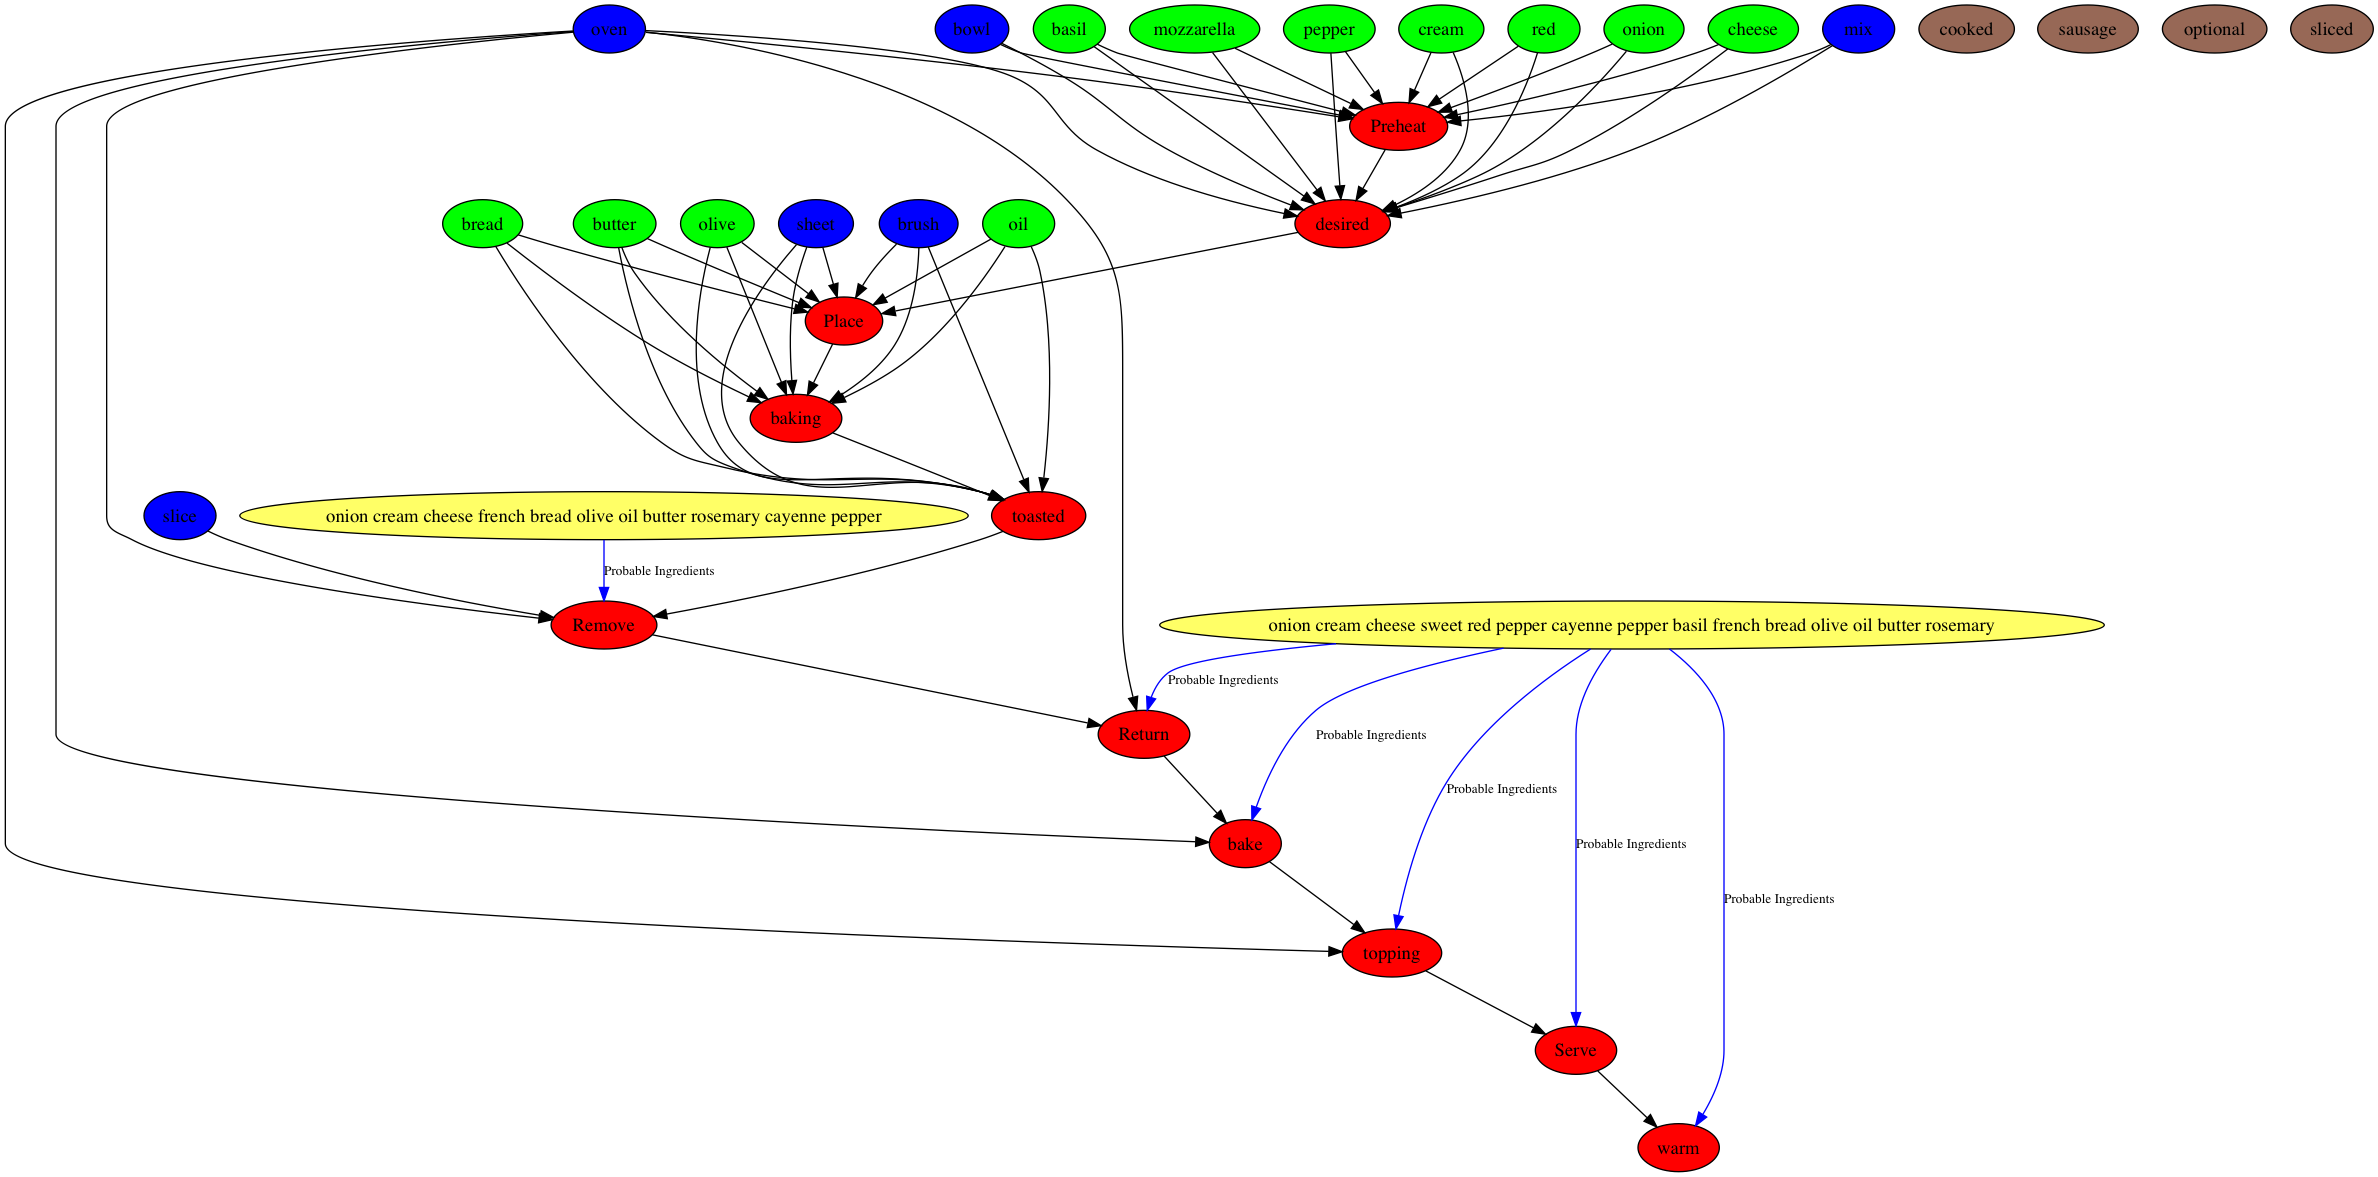 oven
bowl
basil
mozzarella
pepper
cream
red
onion
cheese
mix
cooked
sausage
optional
sliced
Preheat
bread
butter
olive
sheet
brush
oil
desired
Place
baking
slice
onion cream cheese french bread olive oil butter rosemary cayenne pepper
toasted
Probable Ingredients
Remove
onion cream cheese sweet red pepper cayenne pepper basil french bread olive oil butter rosemary
Probable Ingredients
Return
Probable Ingredients
Probable Ingredients
bake
Probable Ingredients
Probable Ingredients
topping
Serve
warm